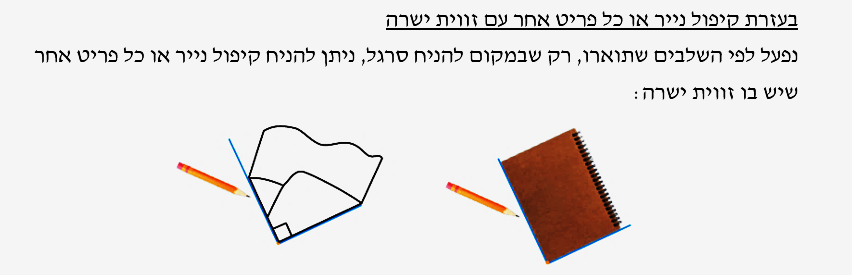 בעזרת קיפול נייר או כל פריט אחר עם זווית ישרה
נפעל לפי השלבים שתוארו, רק שבמקום להניח סרגל, ניתן להניח קיפול נייר או כל פריט אחר
שיש בו זווית ישרה: